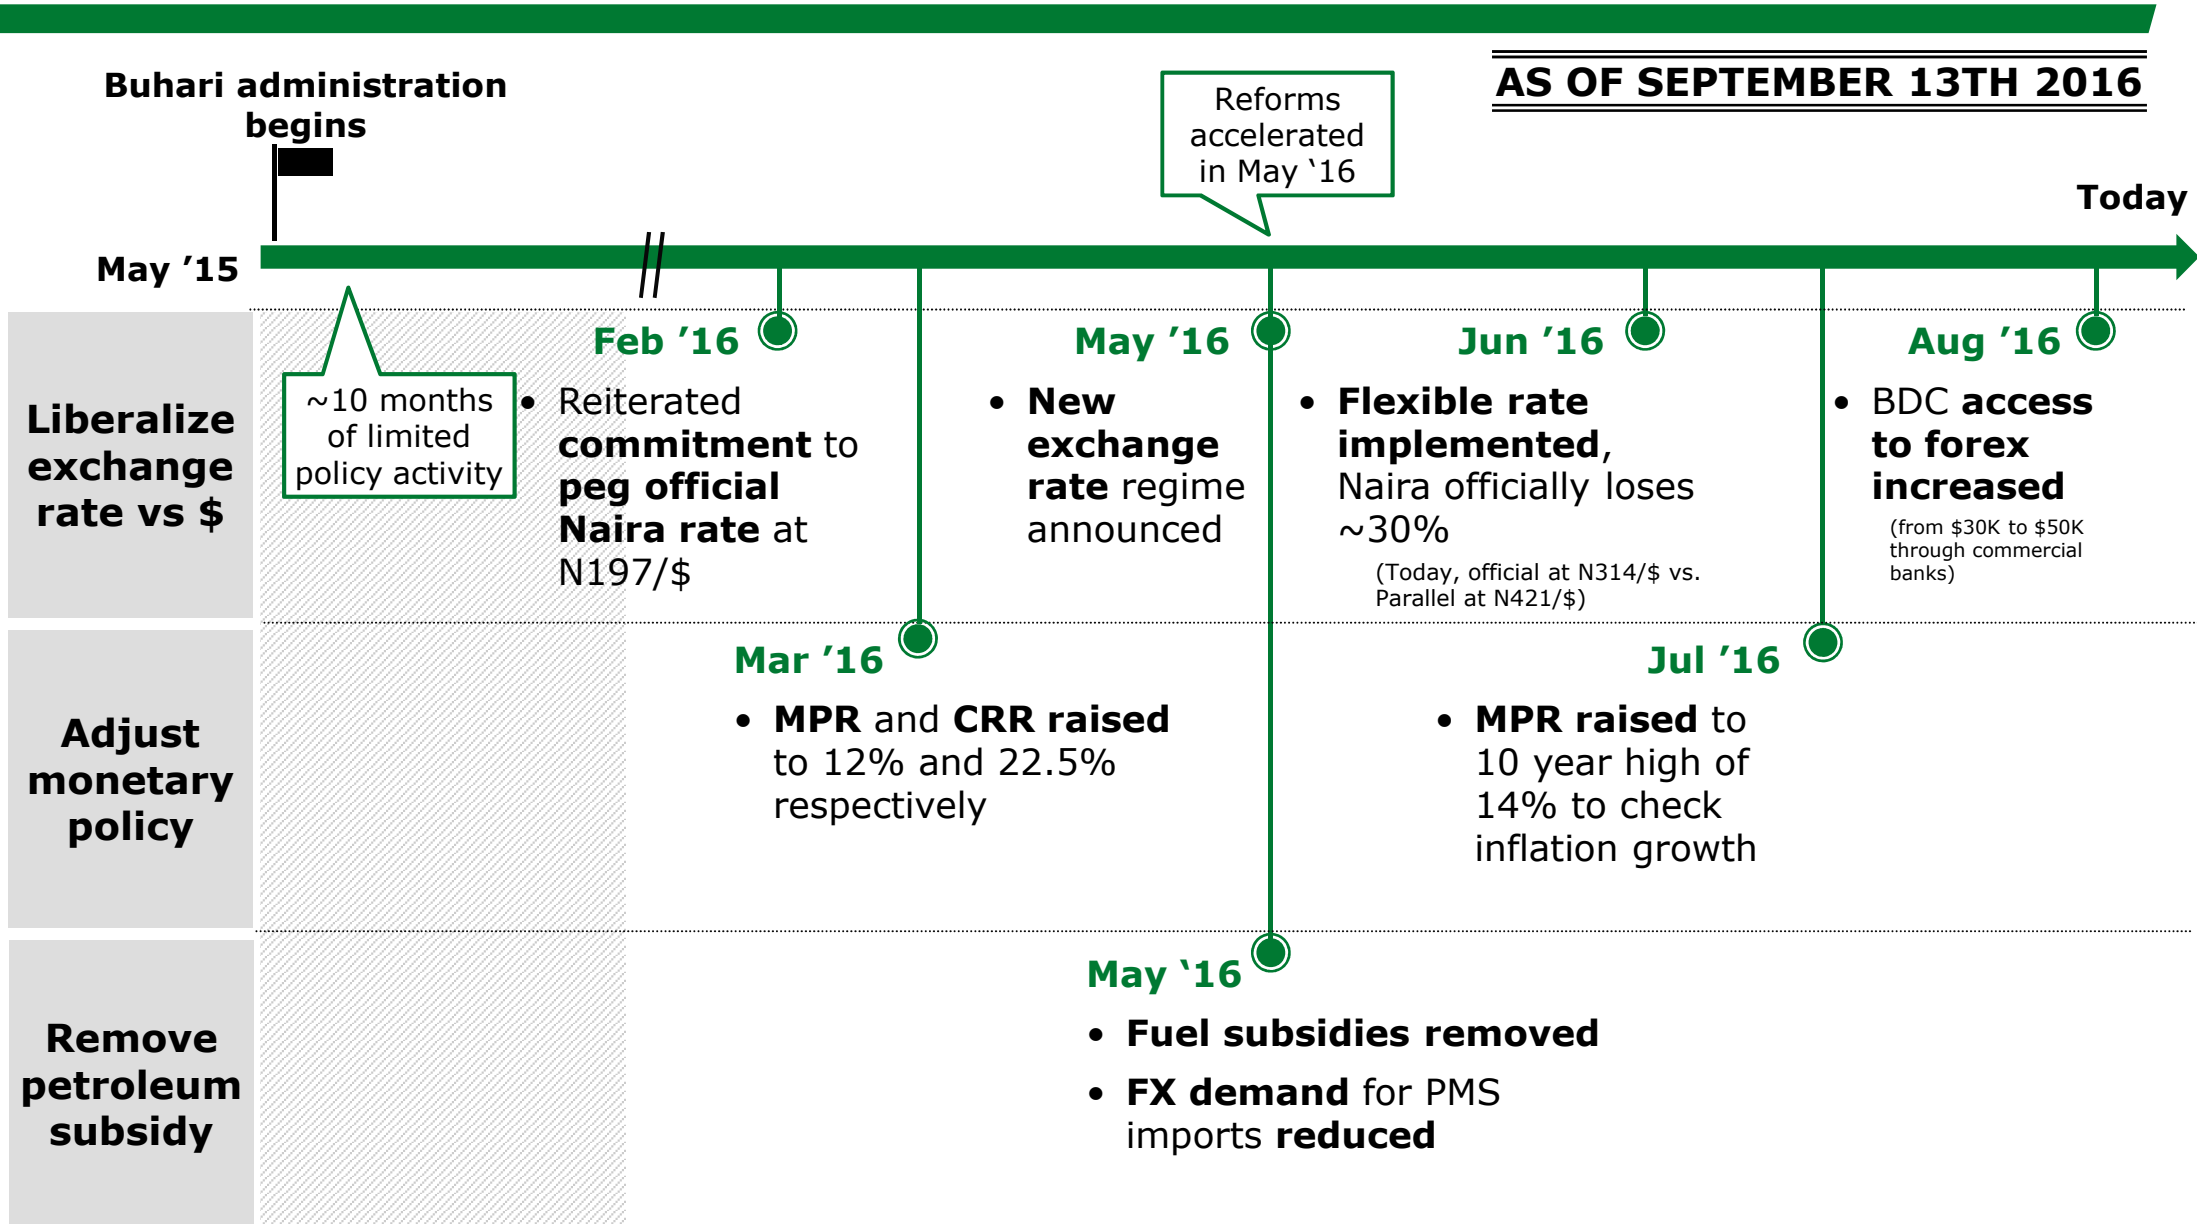 AS OF SEPTEMBER 13TH 2016
Buhari administration
begins
Reforms
accelerated
in May ‘16
Today
May ’15
Liberalize
exchange
rate vs $
~10 months
of limited
policy activity
Feb ’16
• Reiterated
commitment to
peg official
Naira rate at
N197/$
May ’16
• New
exchange
rate regime
announced
Jun ’16
• Flexible rate
implemented,
Naira officially loses
~30%
(Today, official at N314/$ vs.
Parallel at N421/$)
Aug ’16
• BDC access
to forex
increased
(from $30K to $50K
through commercial
banks)
Adjust
monetary
policy
Mar ’16
• MPR and CRR raised
to 12% and 22.5%
respectively
Jul ’16
• MPR raised to
10 year high of
14% to check
inflation growth
Remove
petroleum
subsidy
May ‘16
• Fuel subsidies removed
• FX demand for PMS
imports reduced